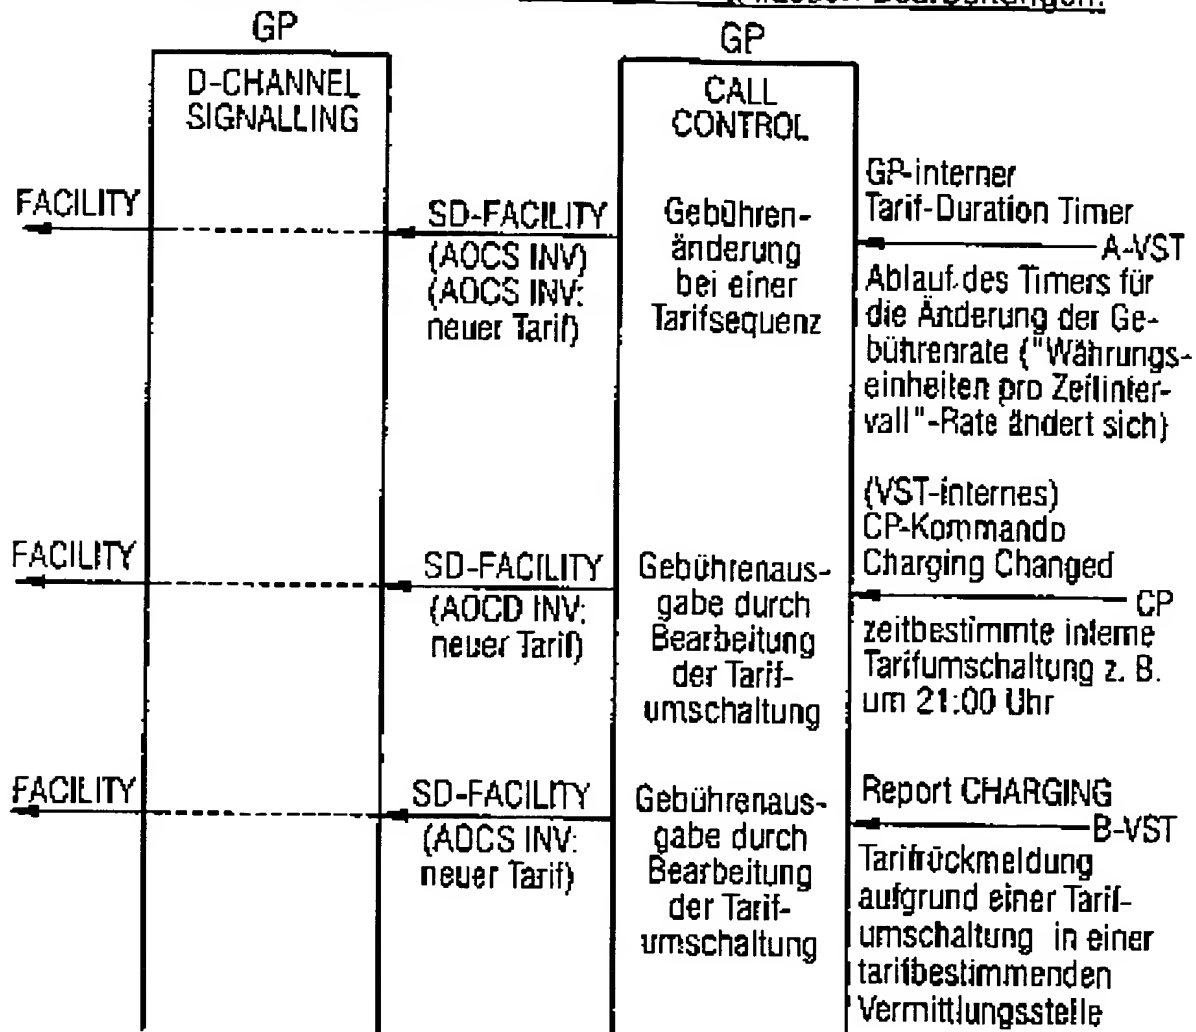 Bearbeitungen:
GP
D-CHANNEL
SIGNALLING
GP
CALL
CONTROL
FACILITY
SD-FACILITY
(AOCS INV)
(AOCS INV:
neuer Tarif)
Gebühren-
änderung
bei einer
Tarifsequenz
GP-interner
Tarif-Duration Timer
A-VST
Ablauf des Timers für
die Änderung der Ge-
bührenrate ("Währungs-
einheiten pro Zeitinter-
vall"-Rate ändert sich)
FACILITY
SD-FACILITY
(AOCD INV:
neuer Tarif)
Gebührenaus-
gabe durch
Bearbeitung
der Tarif-
umschaltung
(VST-internes)
CP-Kommando
Charging Changed
CP
zeitbestimmte interne
Tarifumschaltung z. B.
um 21:00 Uhr
FACILITY
SD-FACILITY
(AOCS INV:
neuer Tarif)
Gebührenaus-
gabe durch
Bearbeitung
der Tarif-
umschaltung
Report CHARGING
B-VST
Tarifrückmeldung
aufgrund einer Tarif-
umschaltung in einer
tarifbestimmenden
Vermittlungsstelle